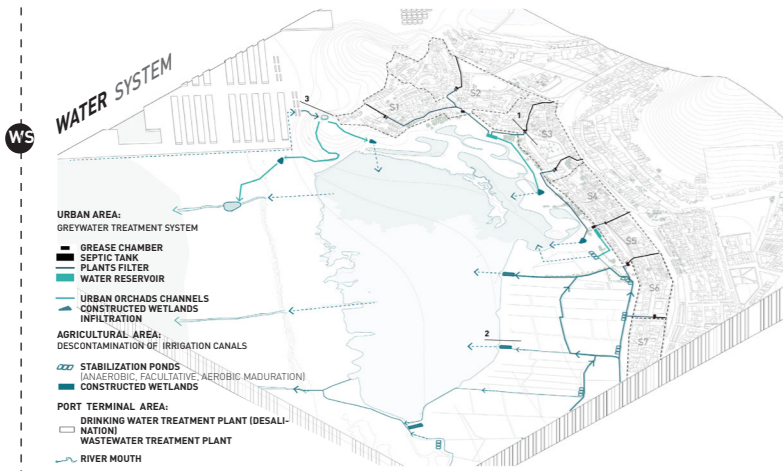 WATER SYSTEM
WS
3
S1
S2
1
S3
S4
S5
S6
2
S7
URBAN AREA:
GREYWATER TREATMENT SYSTEM
GREASE CHAMBER
SEPTIC TANK
PLANTS FILTER
WATER RESERVOIR
URBAN ORCHADS CHANNELS
CONSTRUCTED WETLANDS
INFILTRATION
AGRICULTURAL AREA:
DESCONTAMINATION OF IRRIGATION CANALS
STABILIZATION PONDS
(ANAEROBIC, FACULTATIVE, AEROBIC MADURATION)
CONSTRUCTED WETLANDS
PORT TERMINAL AREA:
DRINKING WATER TREATMENT PLANT (DESALI-
NATION)
WASTEWATER TREATMENT PLANT
RIVER MOUTH